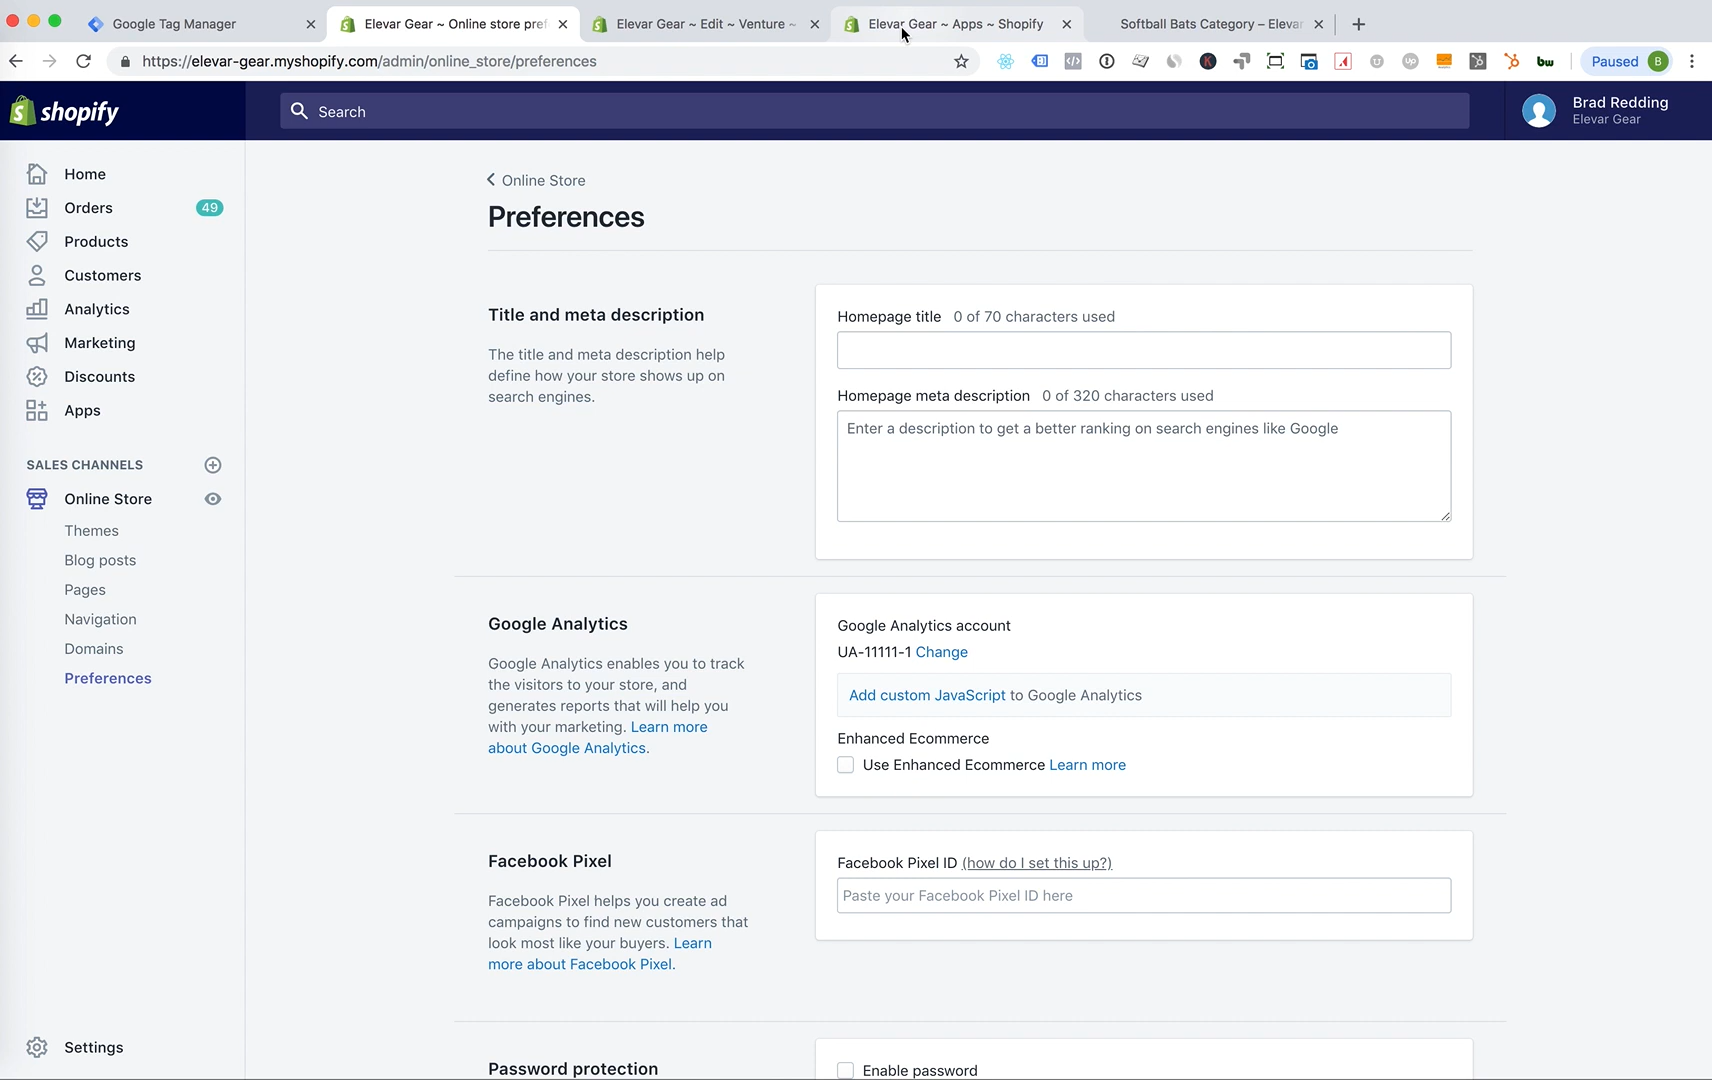 Google Tag Manager
Elevar Gear ~ Online store pref
Elevar Gear ~ Edit ~ Venture ~
Elevar Gear ~ Apps ~ Shopify
Softball Bats Category – Elevar
https://elevar-gear.myshopify.com/admin/online_store/preferences
Paused
B
shopify
Search
Brad Redding
Elevar Gear
Home
Orders
49
Products
Customers
Analytics
Marketing
Discounts
Apps
SALES CHANNELS
Online Store
Themes
Blog posts
Pages
Navigation
Domains
Preferences
Settings
Online Store
Preferences
Title and meta description
The title and meta description help
define how your store shows up on
search engines.
Homepage title 0 of 70 characters used
Homepage meta description 0 of 320 characters used
Enter a description to get a better ranking on search engines like Google
Google Analytics
Google Analytics enables you to track
the visitors to your store, and
generates reports that will help you
with your marketing. Learn more
about Google Analytics.
Google Analytics account
UA-11111-1 Change
Add custom JavaScript to Google Analytics
Enhanced Ecommerce
Use Enhanced Ecommerce Learn more
Facebook Pixel
Facebook Pixel helps you create ad
campaigns to find new customers that
look most like your buyers. Learn
more about Facebook Pixel.
Facebook Pixel ID (how do I set this up?)
Paste your Facebook Pixel ID here
Password protection
Enable password